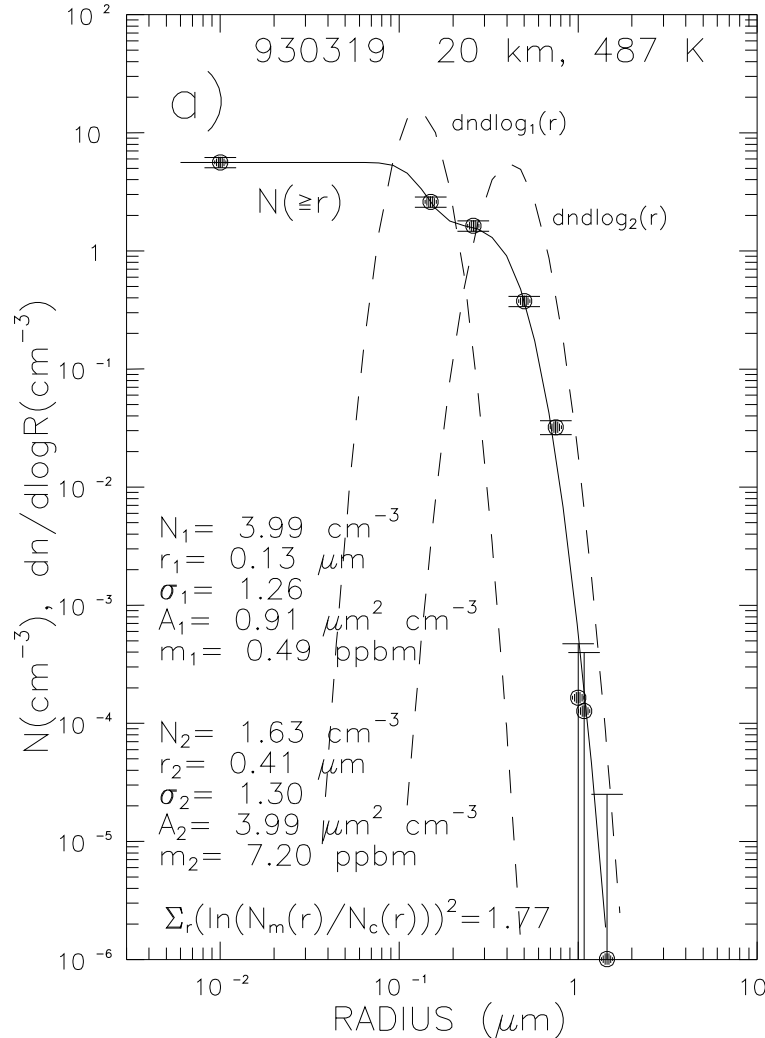 930319 20 km, 487 K
a)
dndlog₁(r)
N(≧r)
dndlog₂(r)
N₁= 3.99 cm⁻³
r₁= 0.13 μm
σ₁= 1.26
A₁= 0.91 μm² cm⁻³
m₁= 0.49 ppbm
N₂= 1.63 cm⁻³
r₂= 0.41 μm
σ₂= 1.30
A₂= 3.99 μm² cm⁻³
m₂= 7.20 ppbm
Σᵣ(ln(Nₘ(r)/N꜀(r)))²=1.77
N(cm⁻³), dn/dlogR(cm⁻³)
10²
10
1
10⁻¹
10⁻²
10⁻³
10⁻⁴
10⁻⁵
10⁻⁶
10⁻² 10⁻¹ 1 10
RADIUS (μm)